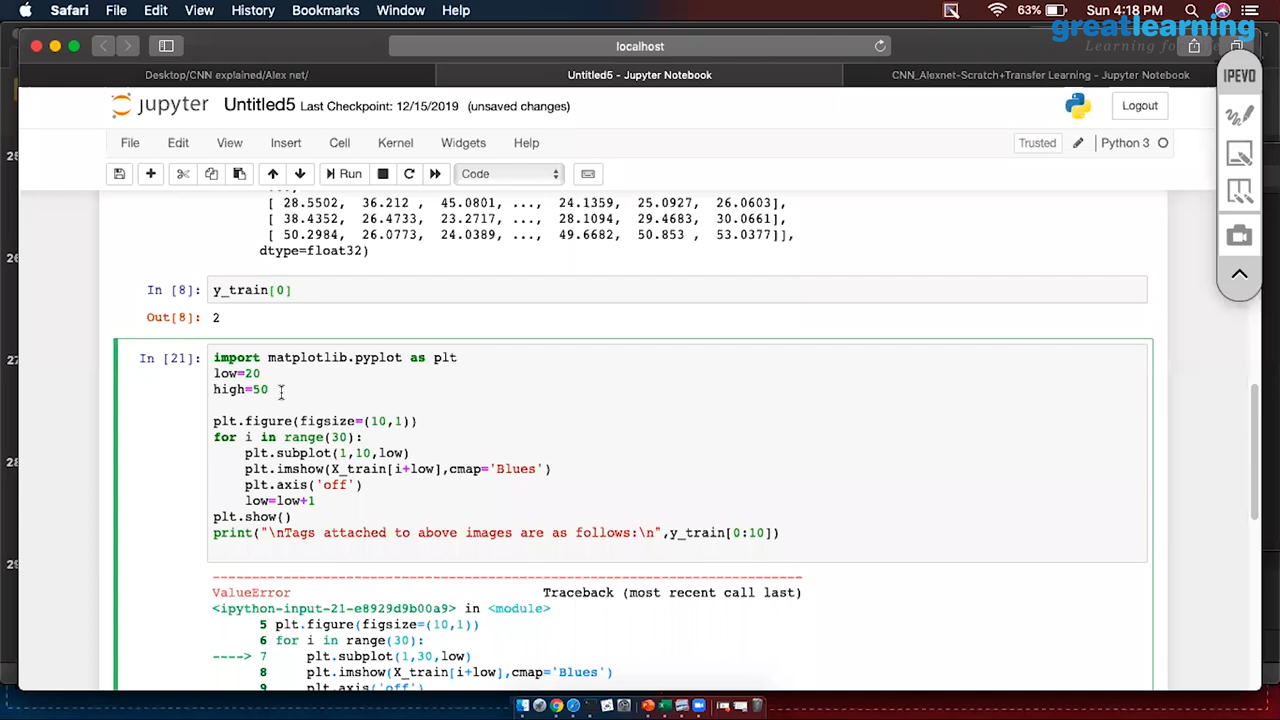 Safari File Edit View History Bookmarks Window Help 63% Sun 4:18 PM
greatlearning
Learning for
localhost
IPEVO
Desktop/CNN explained/Alex net/ Untitled5 - Jupyter Notebook CNN_Alexnet-Scratch+Transfer Learning - Jupyter Notebook
jupyter Untitled5 Last Checkpoint: 12/15/2019 (unsaved changes) Logout
File Edit View Insert Cell Kernel Widgets Help Trusted Python 3
Run Code
[ 28.5502, 36.212 , 45.0801, ..., 24.1359, 25.0927, 26.0603],
[ 38.4352, 26.4733, 23.2717, ..., 28.1094, 29.4683, 30.0661],
[ 50.2984, 26.0773, 24.0389, ..., 49.6682, 50.853 , 53.0377]],
dtype=float32)
In [8]: y_train[0]
Out[8]: 2
In [21]: import matplotlib.pyplot as plt
low=20
high=50
plt.figure(figsize=(10,1))
for i in range(30):
plt.subplot(1,10,low)
plt.imshow(X_train[i+low],cmap='Blues')
plt.axis('off')
low=low+1
plt.show()
print("\nTags attached to above images are as follows:\n",y_train[0:10])
---------------------------------------------------------------------------
ValueError Traceback (most recent call last)
<ipython-input-21-e8929d9b00a9> in <module>
5 plt.figure(figsize=(10,1))
6 for i in range(30):
----> 7 plt.subplot(1,30,low)
8 plt.imshow(X_train[i+low],cmap='Blues')
9 plt.axis('off')